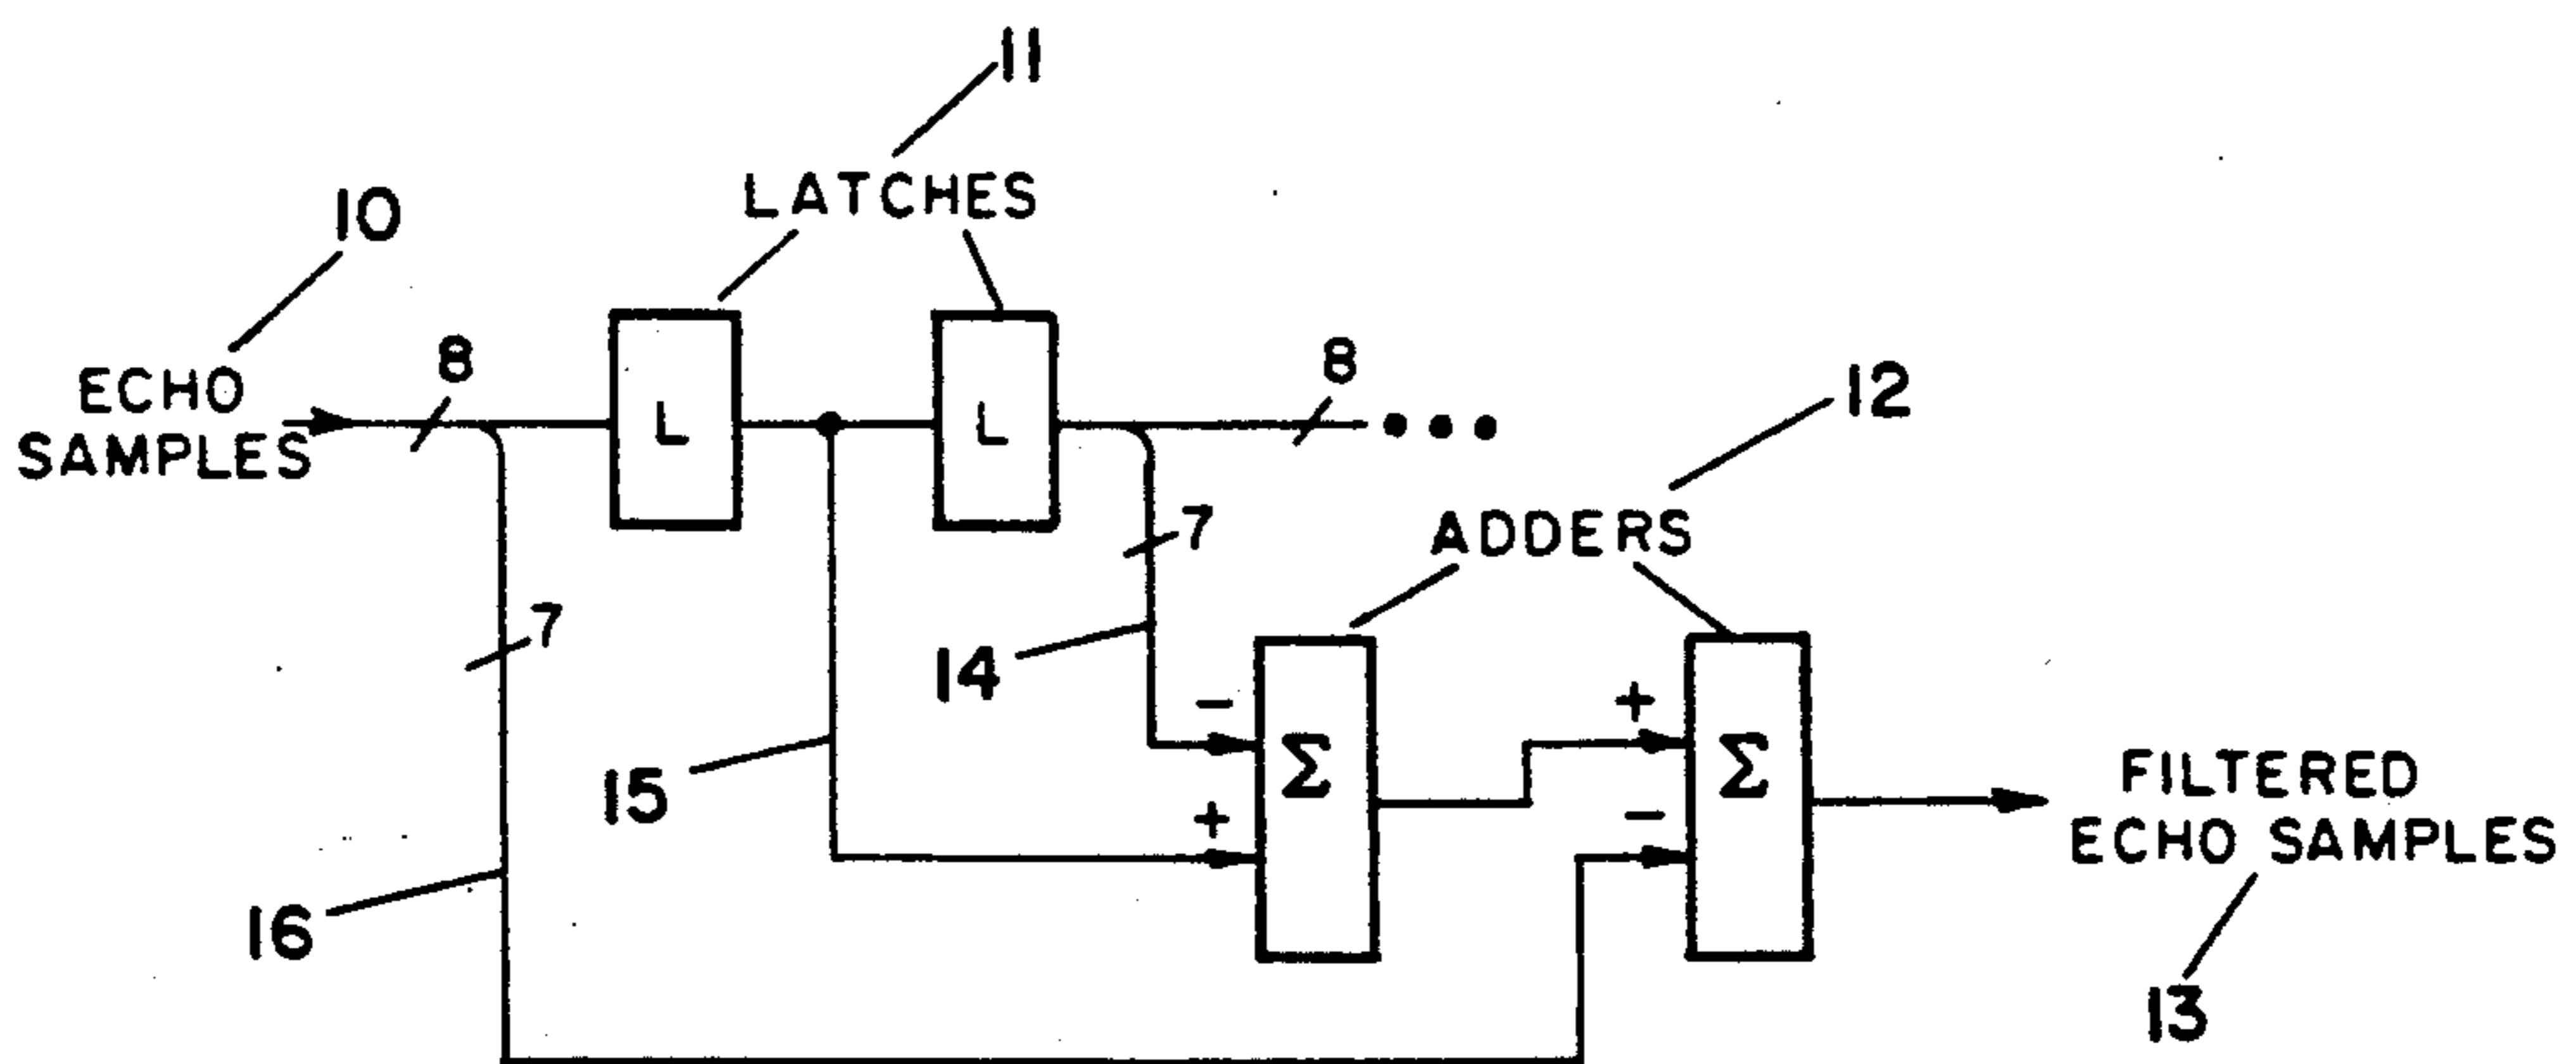 11
LATCHES
10
8
8
ECHO
SAMPLES
L
L
12
7
ADDERS
7
14
-
+
Σ
Σ
15
+
-
FILTERED
ECHO SAMPLES
16
13